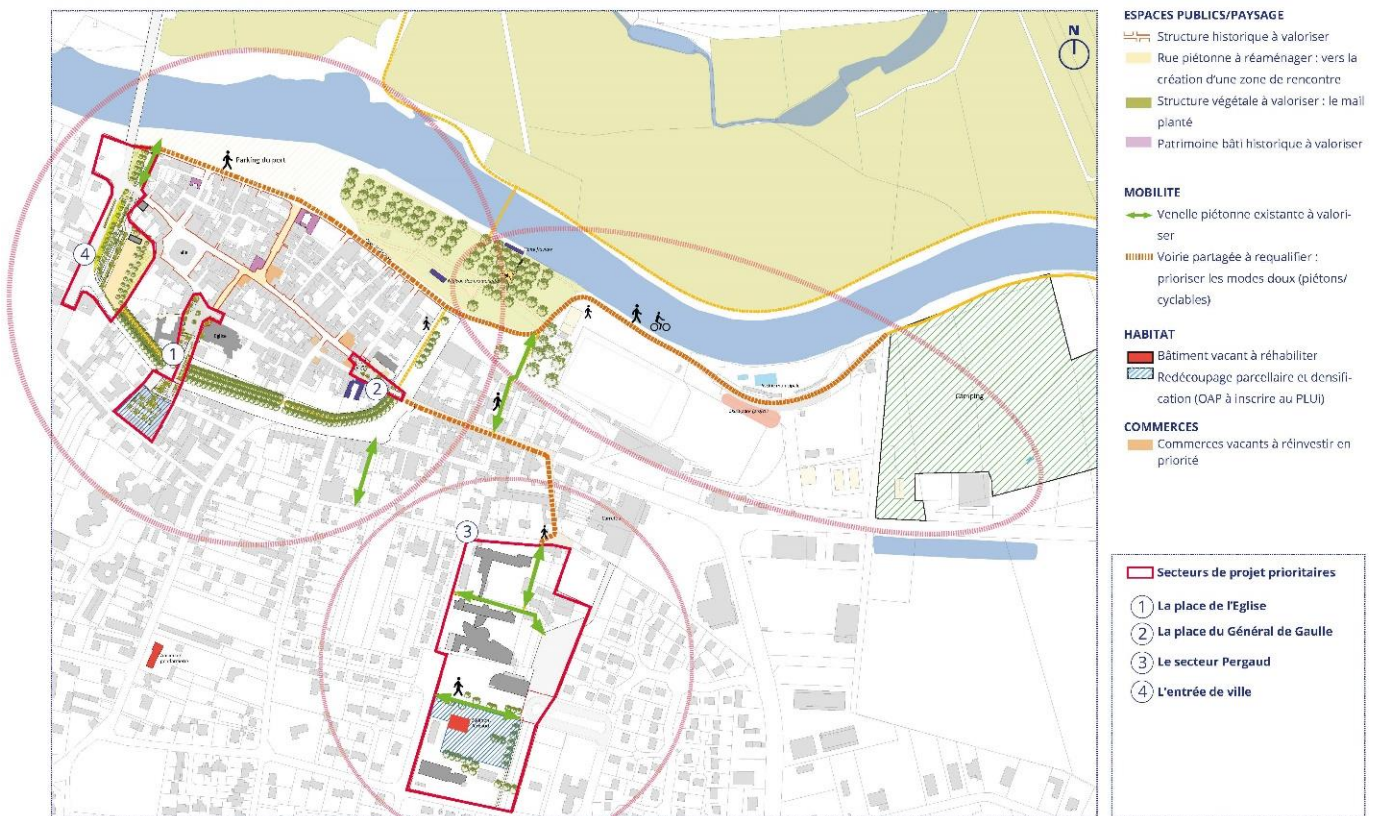 ESPACES PUBLICS/PAYSAGE
Structure historique à valoriser
Rue piétonne à réaménager : vers la
création d'une zone de rencontre
Structure végétale à valoriser : le mail
planté
Patrimoine bâti historique à valoriser
MOBILITE
Venelle piétonne existante à valori-
ser
Voirie partagée à requalifier :
prioriser les modes doux (piétons/
cyclables)
HABITAT
Bâtiment vacant à réhabiliter
Redécoupage parcellaire et densifi-
cation (OAP à inscrire au PLUi)
COMMERCES
Commerces vacants à réinvestir en
priorité
Secteurs de projet prioritaires
1 La place de l'Eglise
2 La place du Général de Gaulle
3 Le secteur Pergaud
4 L'entrée de ville
N
Parking du port
4
1
Eglise
2
Camping
3